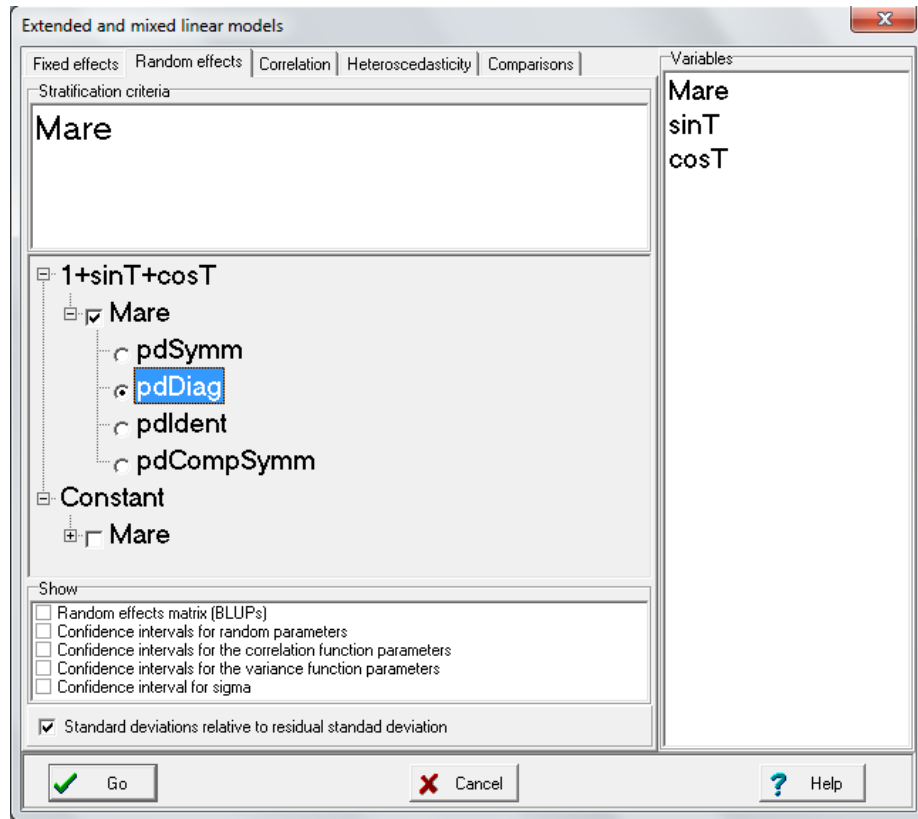 Extended and mixed linear models
x
Fixed effects Random effects Correlation Heteroscedasticity Comparisons
Stratification criteria
Mare
1+sinT+cosT
Mare
pdSymm
pdDiag
pdIdent
pdCompSymm
Constant
Mare
Show
Random effects matrix (BLUPs)
Confidence intervals for random parameters
Confidence intervals for the correlation function parameters
Confidence intervals for the variance function parameters
Confidence interval for sigma
Standard deviations relative to residual standad deviation
Variables
Mare
sinT
cosT
Go Cancel ? Help